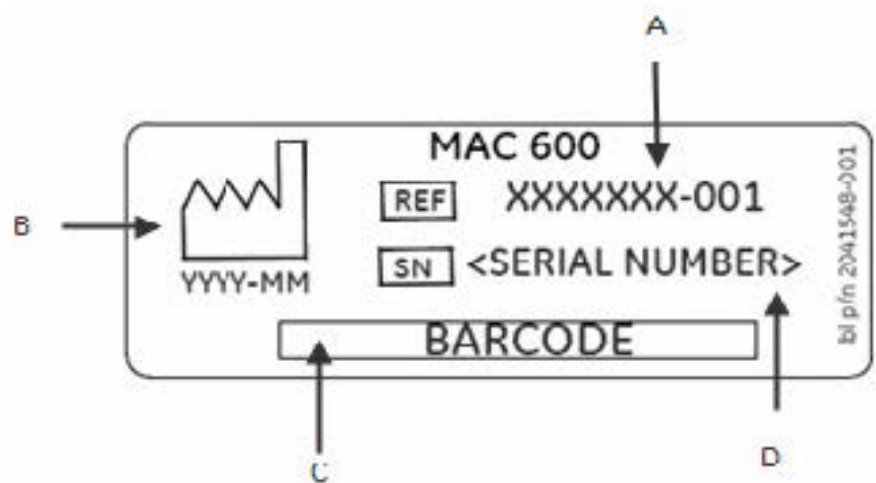 A
MAC 600
REF XXXXXXX-001
B
SN <SERIAL NUMBER>
YYYY-MM
BARCODE
bl p/n 2041548-001
C
D